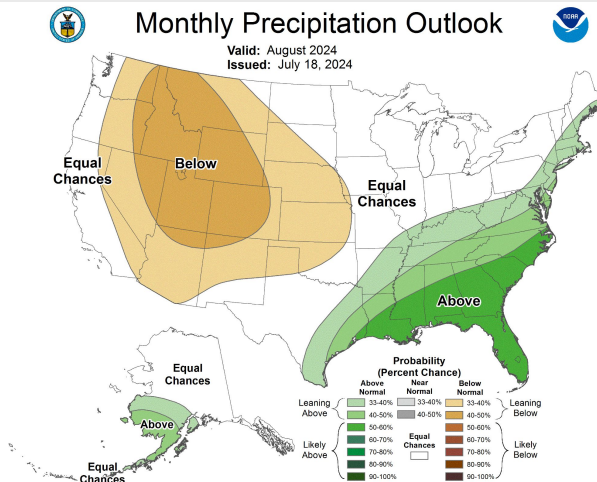 Monthly Precipitation Outlook
NOAA
Valid: August 2024
Issued: July 18, 2024
Equal
Chances
Below
Equal
Chances
Above
Equal
Chances
Above
Equal
Chances
Probability
(Percent Chance)
Above
Normal
Near
Normal
Below
Normal
Leaning
Above
33-40%
40-50%
33-40%
40-50%
33-40%
40-50%
Leaning
Below
Likely
Above
50-60%
60-70%
70-80%
80-90%
90-100%
Equal
Chances
50-60%
60-70%
70-80%
80-90%
90-100%
Likely
Below